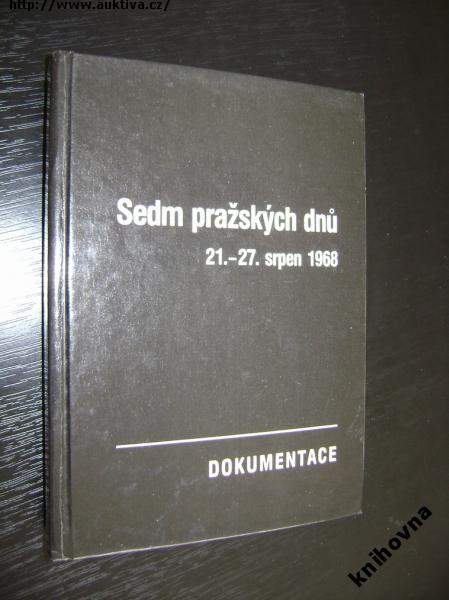 http://www.auktiva.cz/
Sedm pražských dnů
21.–27. srpen 1968
DOKUMENTACE
knihovna